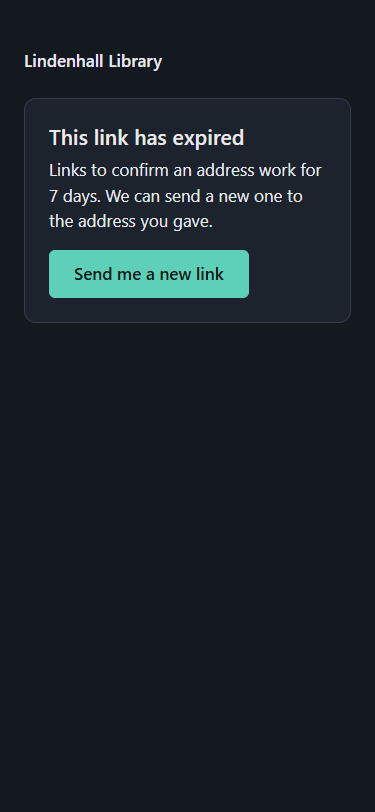 Lindenhall Library
This link has expired
Links to confirm an address work for
7 days. We can send a new one to
the address you gave.
Send me a new link